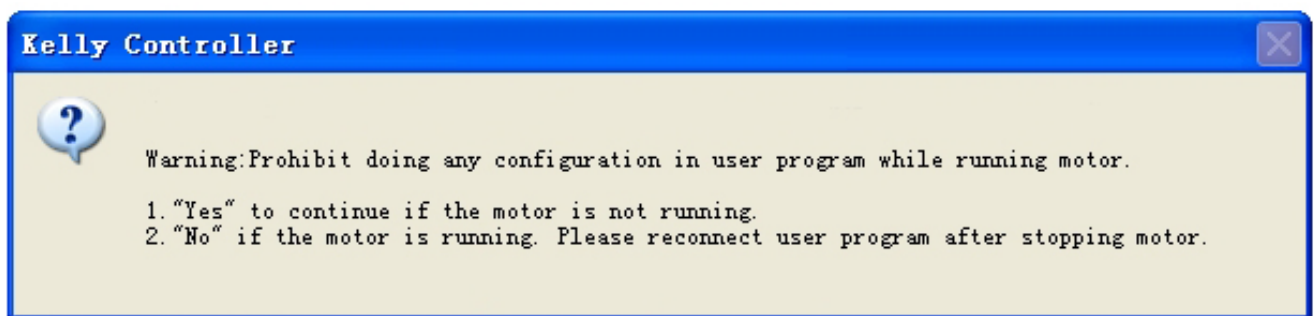 Kelly Controller
Warning:Prohibit doing any configuration in user program while running motor.
1."Yes" to continue if the motor is not running.
2."No" if the motor is running. Please reconnect user program after stopping motor.